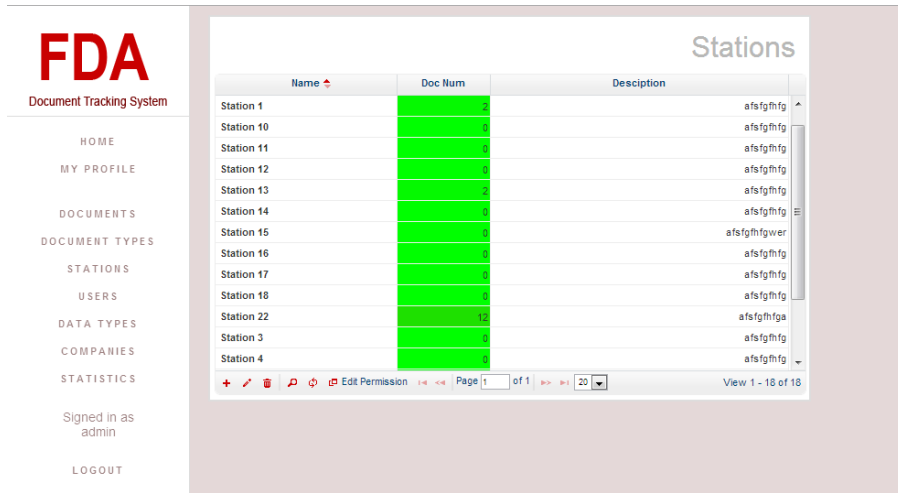 FDA
Document Tracking System
HOME
MY PROFILE
DOCUMENTS
DOCUMENT TYPES
STATIONS
USERS
DATA TYPES
COMPANIES
STATISTICS
Signed in as
admin
LOGOUT
Stations
Name Doc Num Desciption
Station 1 2 afsfgfhfg
Station 10 0 afsfgfhfg
Station 11 0 afsfgfhfg
Station 12 0 afsfgfhfg
Station 13 2 afsfgfhfg
Station 14 0 afsfgfhfg
Station 15 0 afsfgfhfgwer
Station 16 0 afsfgfhfg
Station 17 0 afsfgfhfg
Station 18 0 afsfgfhfg
Station 22 12 afsfgfhfga
Station 3 0 afsfgfhfg
Station 4 0 afsfgfhfg
Edit Permission Page 1 of 1 20 View 1 - 18 of 18